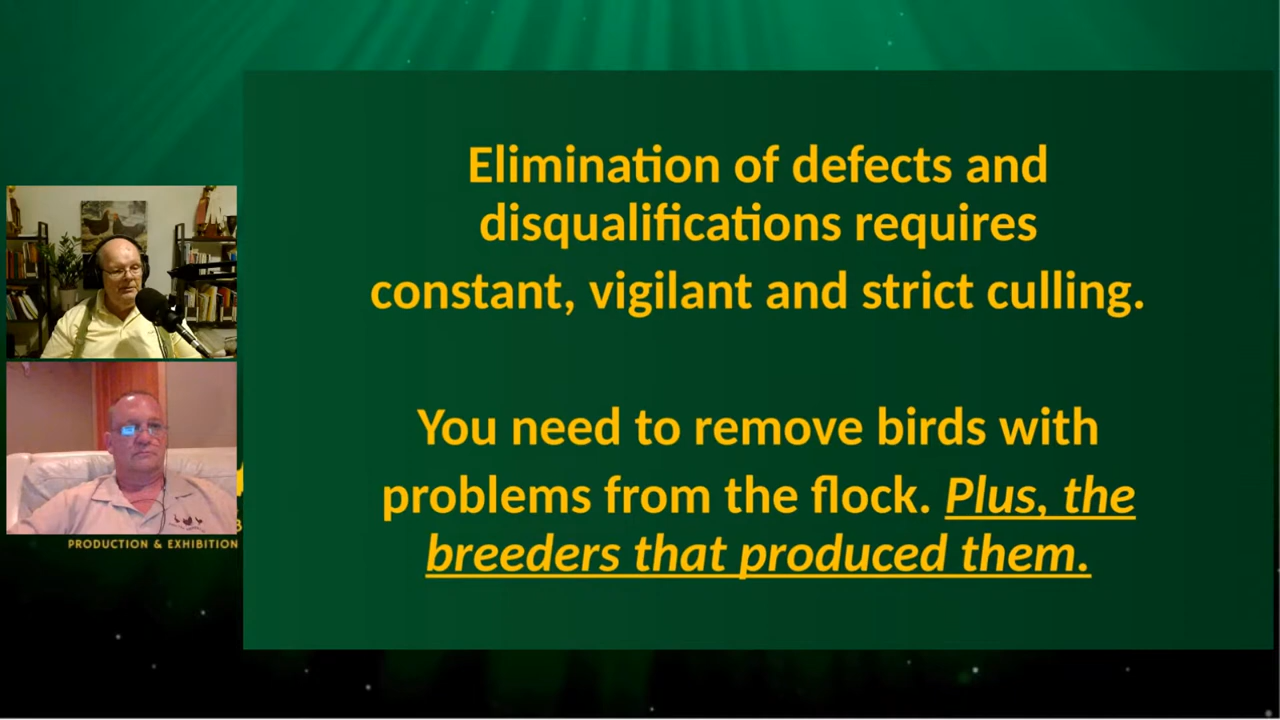 Elimination of defects and
disqualifications requires
constant, vigilant and strict culling.
You need to remove birds with
problems from the flock. Plus, the
breeders that produced them.
B
PRODUCTION & EXHIBITION